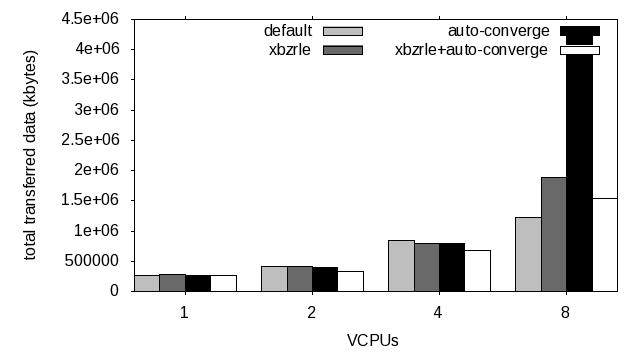 4.5e+06
4e+06
3.5e+06
3e+06
2.5e+06
2e+06
1.5e+06
1e+06
500000
0
total transferred data (kbytes)
default
xbzrle
auto-converge
xbzrle+auto-converge
1
2
4
8
VCPUs